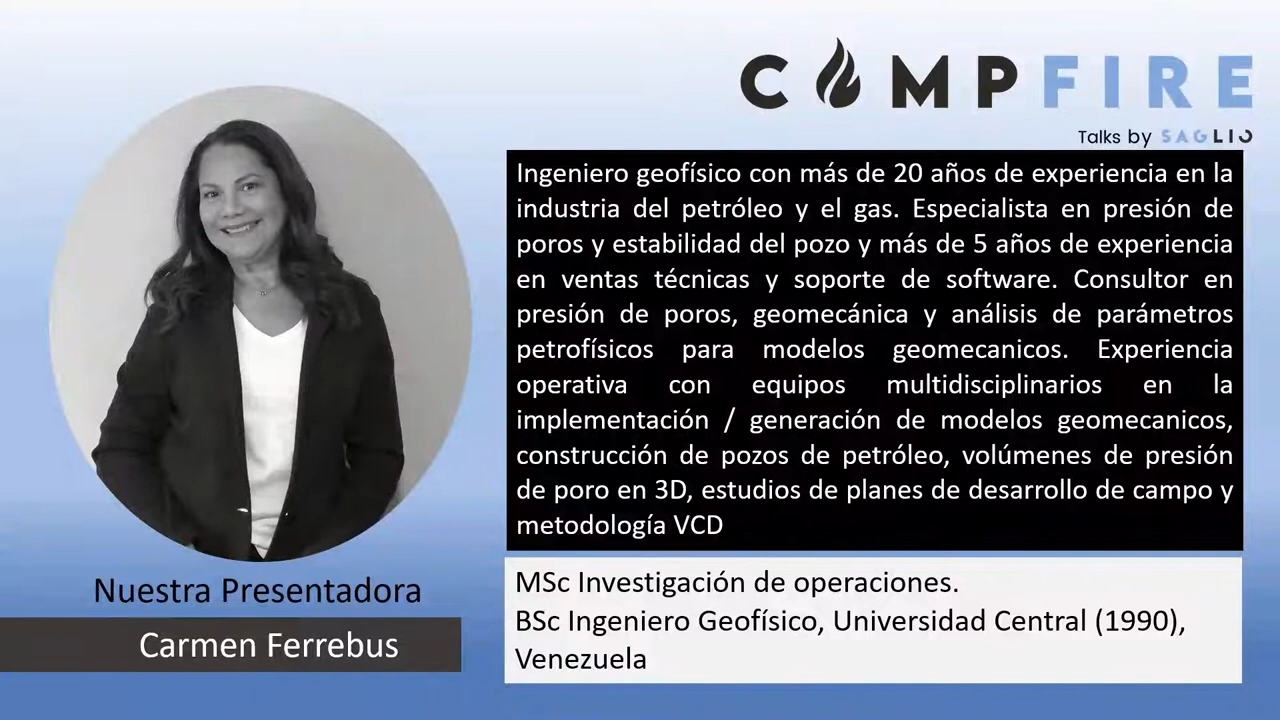 CAMPFIRE
Talks by SAGLIO
Ingeniero geofísico con más de 20 años de experiencia en la
industria del petróleo y el gas. Especialista en presión de
poros y estabilidad del pozo y más de 5 años de experiencia
en ventas técnicas y soporte de software. Consultor en
presión de poros, geomecánica y análisis de parámetros
petrofísicos para modelos geomecanicos. Experiencia
operativa con equipos multidisciplinarios en la
implementación / generación de modelos geomecanicos,
construcción de pozos de petróleo, volúmenes de presión
de poro en 3D, estudios de planes de desarrollo de campo y
metodología VCD
MSc Investigación de operaciones.
BSc Ingeniero Geofísico, Universidad Central (1990),
Venezuela
Nuestra Presentadora
Carmen Ferrebus